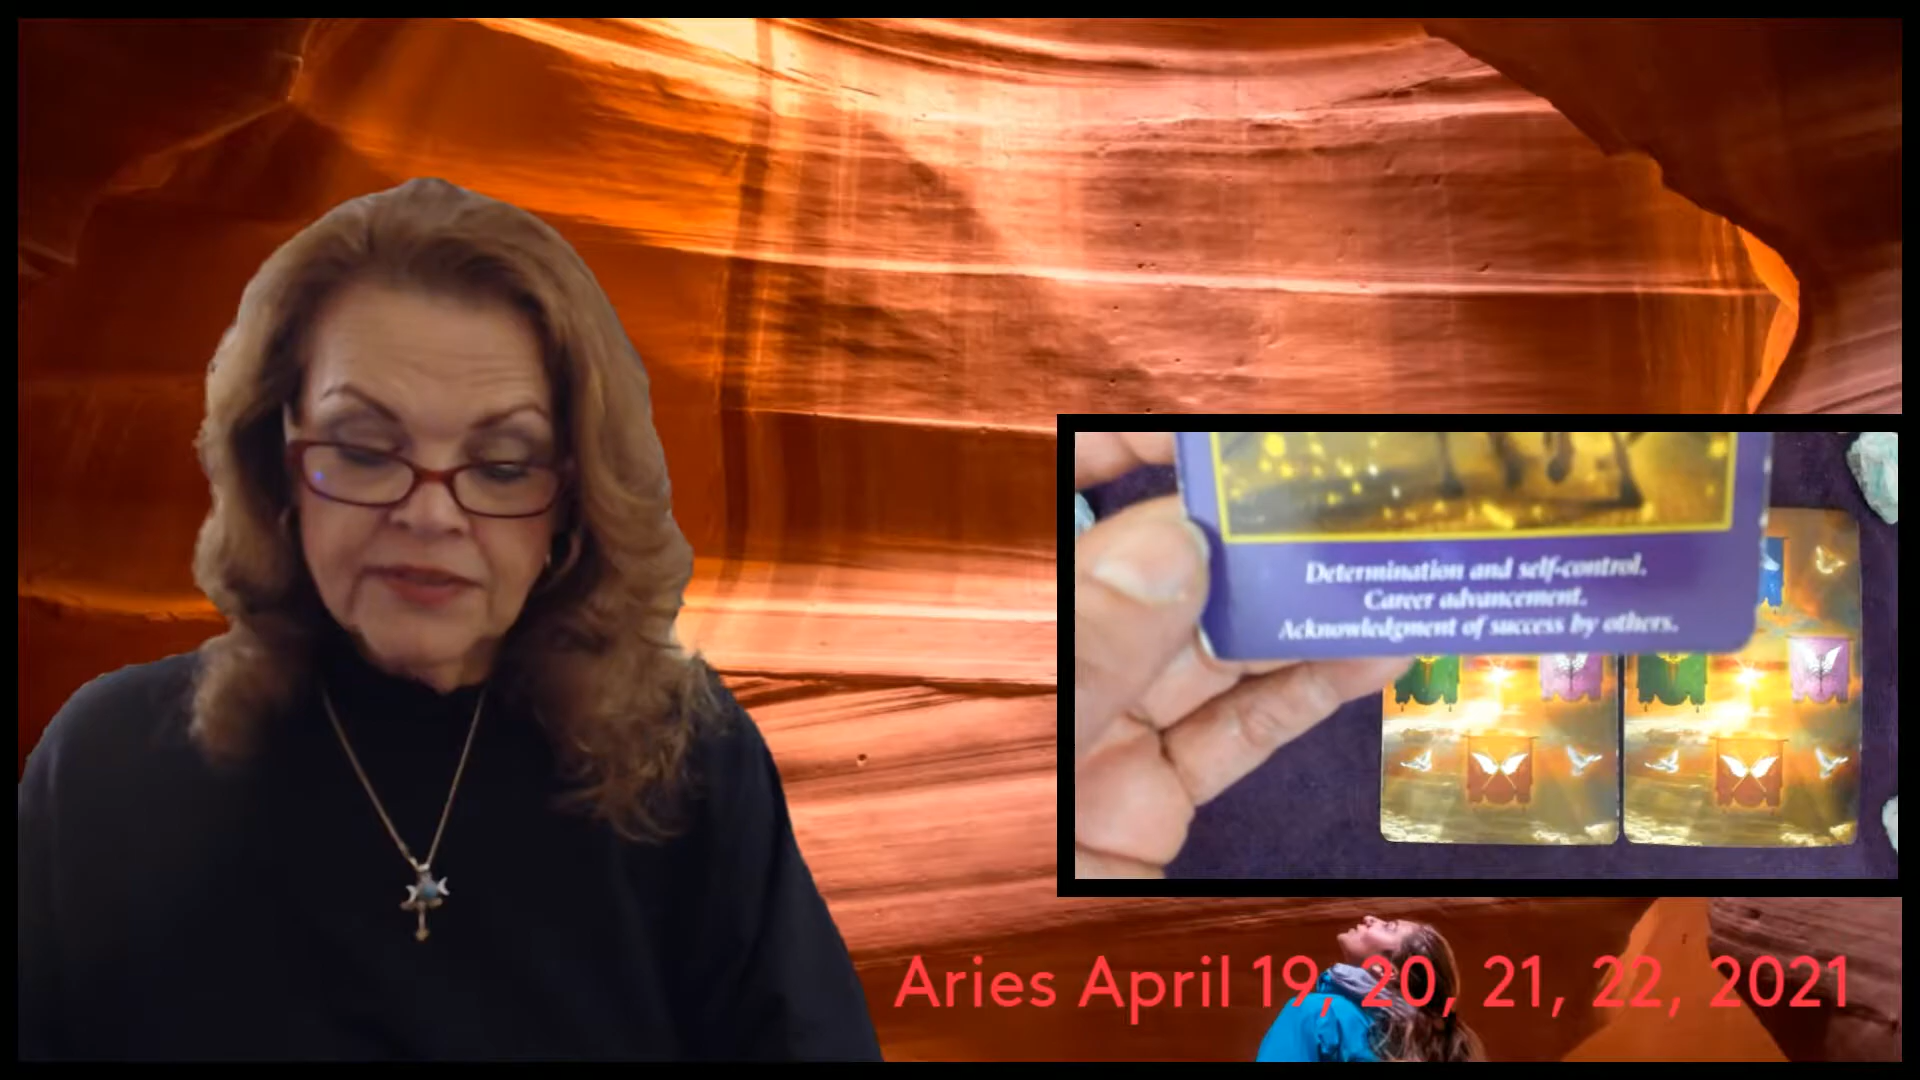 Determination and self-control.
Career advancement.
Acknowledgment of success by others.
Aries April 19, 20, 21, 22, 2021